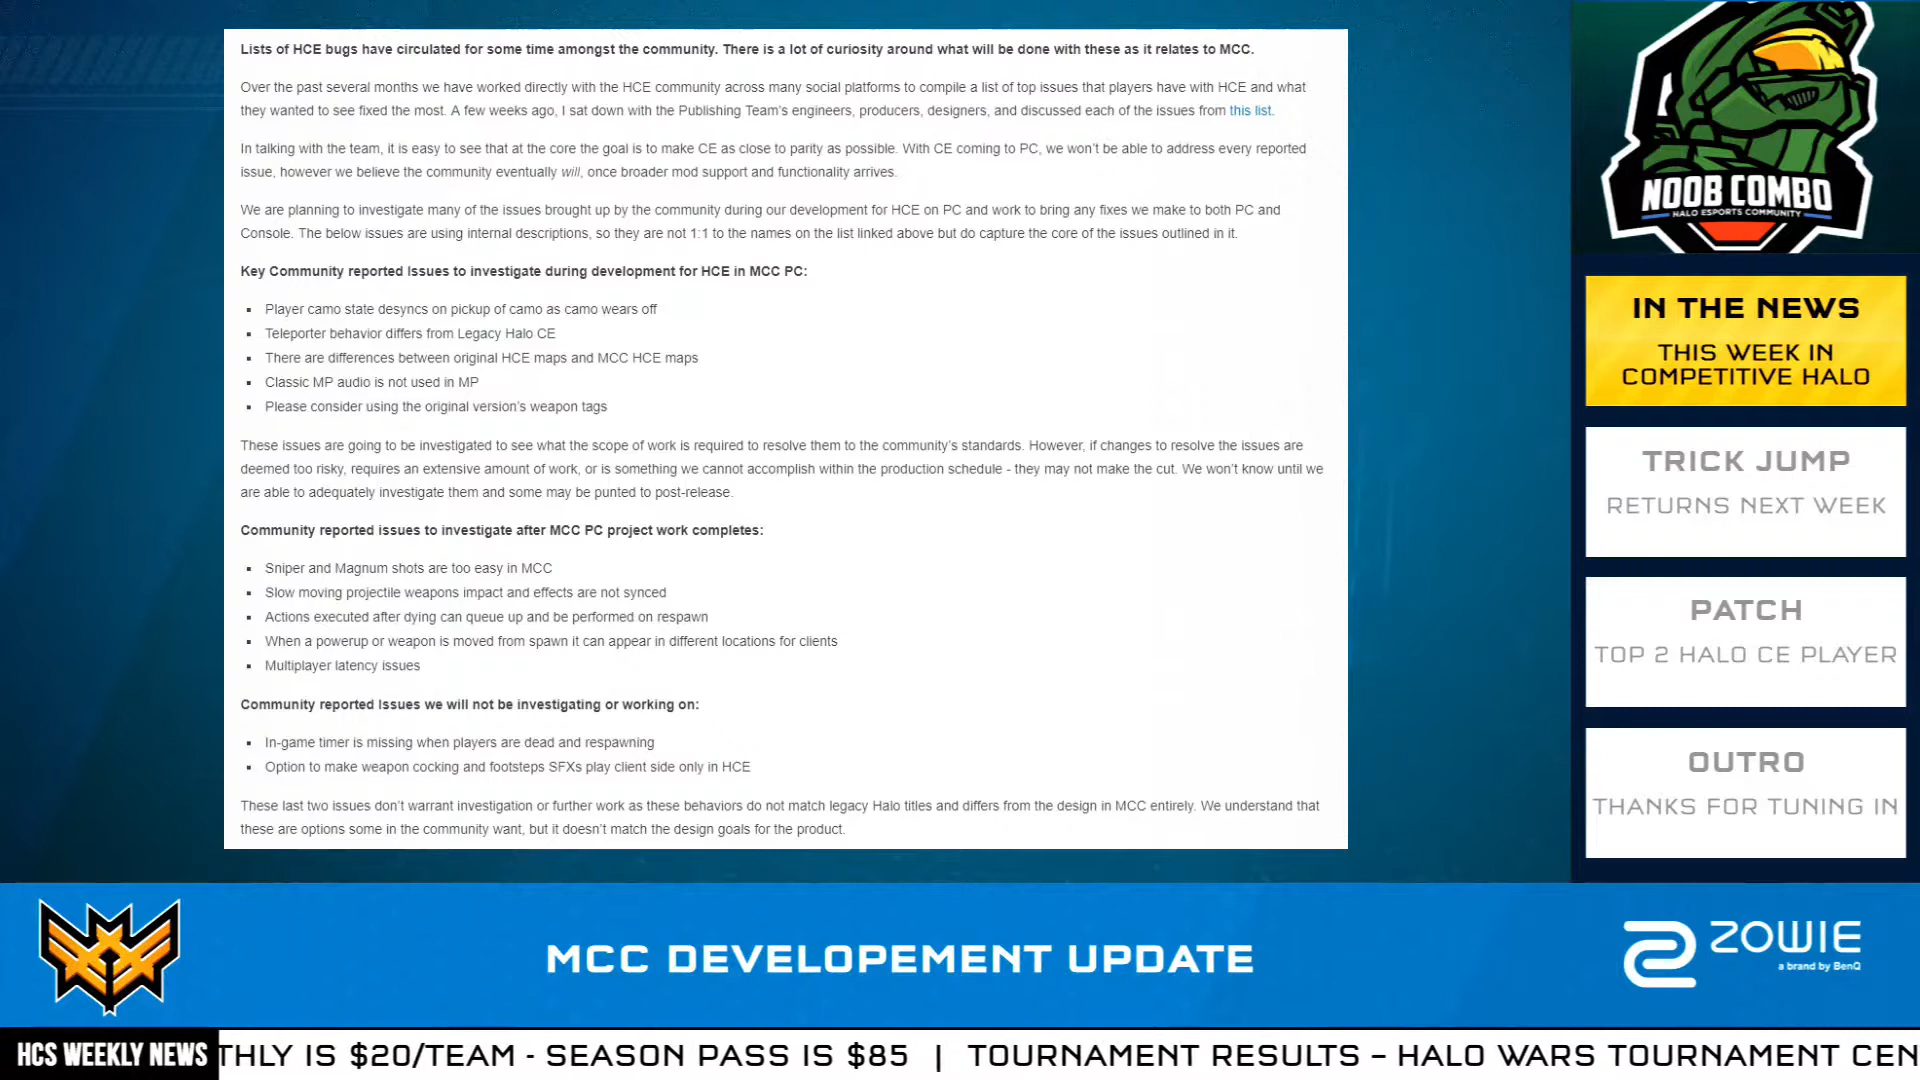 Lists of HCE bugs have circulated for some time amongst the community. There is a lot of curiosity around what will be done with these as it relates to MCC.
Over the past several months we have worked directly with the HCE community across many social platforms to compile a list of top issues that players have with HCE and what
they wanted to see fixed the most. A few weeks ago, I sat down with the Publishing Team's engineers, producers, designers, and discussed each of the issues from this list.
In talking with the team, it is easy to see that at the core the goal is to make CE as close to parity as possible. With CE coming to PC, we won't be able to address every reported
issue, however we believe the community eventually will, once broader mod support and functionality arrives.
We are planning to investigate many of the issues brought up by the community during our development for HCE on PC and work to bring any fixes we make to both PC and
Console. The below issues are using internal descriptions, so they are not 1:1 to the names on the list linked above but do capture the core of the issues outlined in it.
Key Community reported Issues to investigate during development for HCE in MCC PC:
▪ Player camo state desyncs on pickup of camo as camo wears off
▪ Teleporter behavior differs from Legacy Halo CE
▪ There are differences between original HCE maps and MCC HCE maps
▪ Classic MP audio is not used in MP
▪ Please consider using the original version's weapon tags
These issues are going to be investigated to see what the scope of work is required to resolve them to the community's standards. However, if changes to resolve the issues are
deemed too risky, requires an extensive amount of work, or is something we cannot accomplish within the production schedule - they may not make the cut. We won't know until we
are able to adequately investigate them and some may be punted to post-release.
Community reported issues to investigate after MCC PC project work completes:
▪ Sniper and Magnum shots are too easy in MCC
▪ Slow moving projectile weapons impact and effects are not synced
▪ Actions executed after dying can queue up and be performed on respawn
▪ When a powerup or weapon is moved from spawn it can appear in different locations for clients
▪ Multiplayer latency issues
Community reported Issues we will not be investigating or working on:
▪ In-game timer is missing when players are dead and respawning
▪ Option to make weapon cocking and footsteps SFXs play client side only in HCE
These last two issues don't warrant investigation or further work as these behaviors do not match legacy Halo titles and differs from the design in MCC entirely. We understand that
these are options some in the community want, but it doesn't match the design goals for the product.
NOOB COMBO
HALO ESPORTS COMMUNITY
IN THE NEWS
THIS WEEK IN
COMPETITIVE HALO
TRICK JUMP
RETURNS NEXT WEEK
PATCH
TOP 2 HALO CE PLAYER
OUTRO
THANKS FOR TUNING IN
MCC DEVELOPEMENT UPDATE
ZOWIE
a brand by BenQ
HCS WEEKLY NEWS
THLY IS $20/TEAM - SEASON PASS IS $85 | TOURNAMENT RESULTS – HALO WARS TOURNAMENT CEN